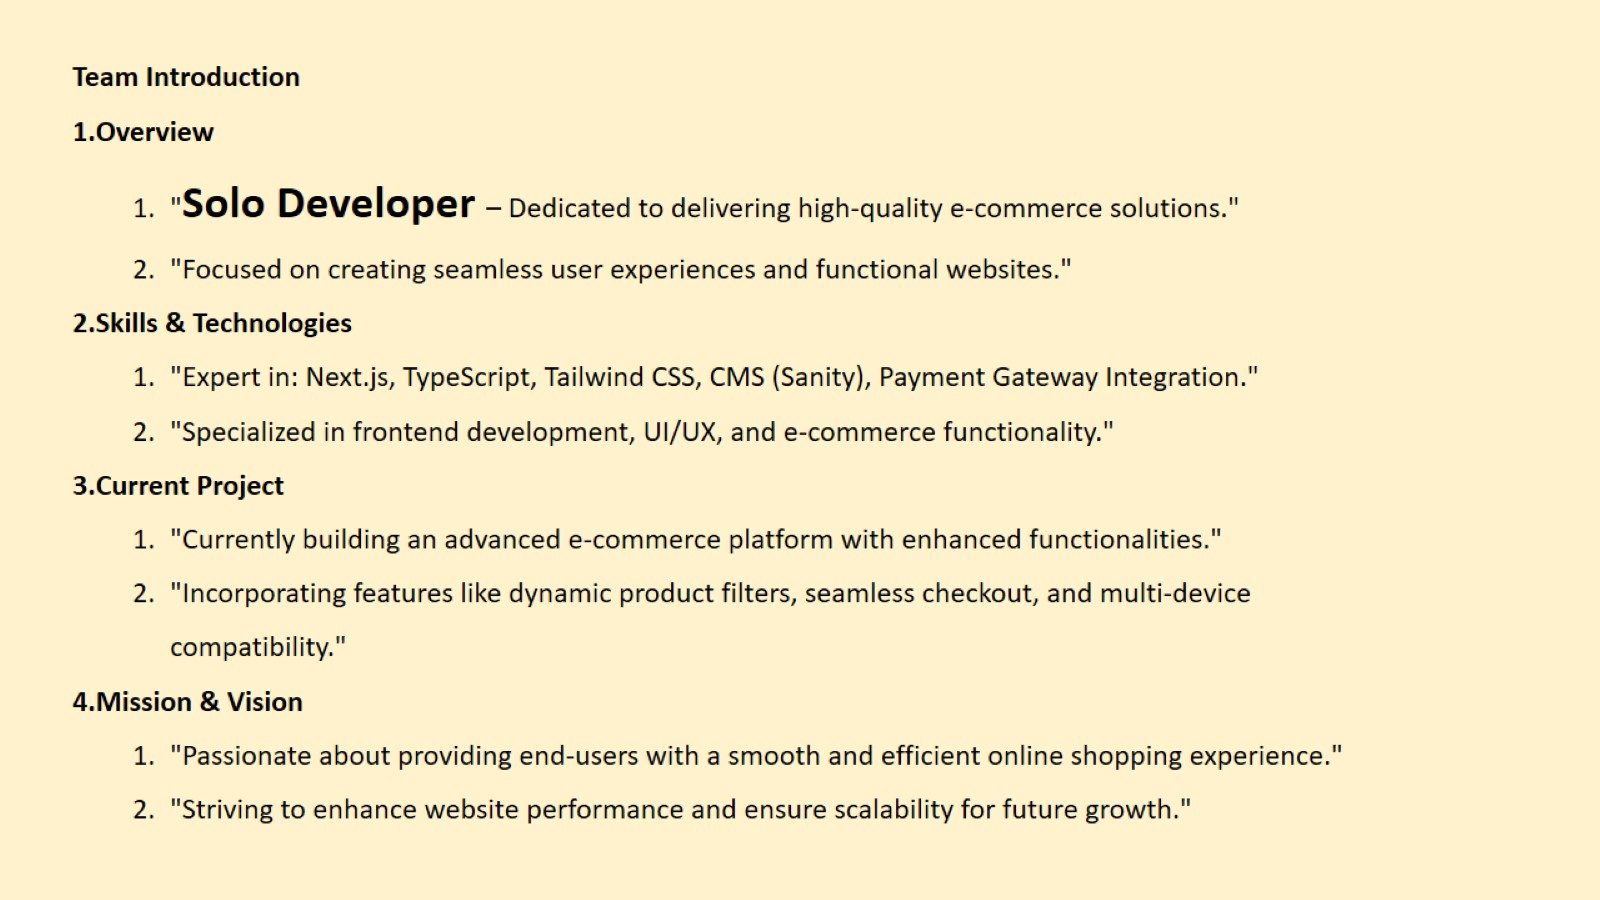 Team Introduction
1.Overview
1. "Solo Developer – Dedicated to delivering high-quality e-commerce solutions."
2. "Focused on creating seamless user experiences and functional websites."
2.Skills & Technologies
1. "Expert in: Next.js, TypeScript, Tailwind CSS, CMS (Sanity), Payment Gateway Integration."
2. "Specialized in frontend development, UI/UX, and e-commerce functionality."
3.Current Project
1. "Currently building an advanced e-commerce platform with enhanced functionalities."
2. "Incorporating features like dynamic product filters, seamless checkout, and multi-device
compatibility."
4.Mission & Vision
1. "Passionate about providing end-users with a smooth and efficient online shopping experience."
2. "Striving to enhance website performance and ensure scalability for future growth."